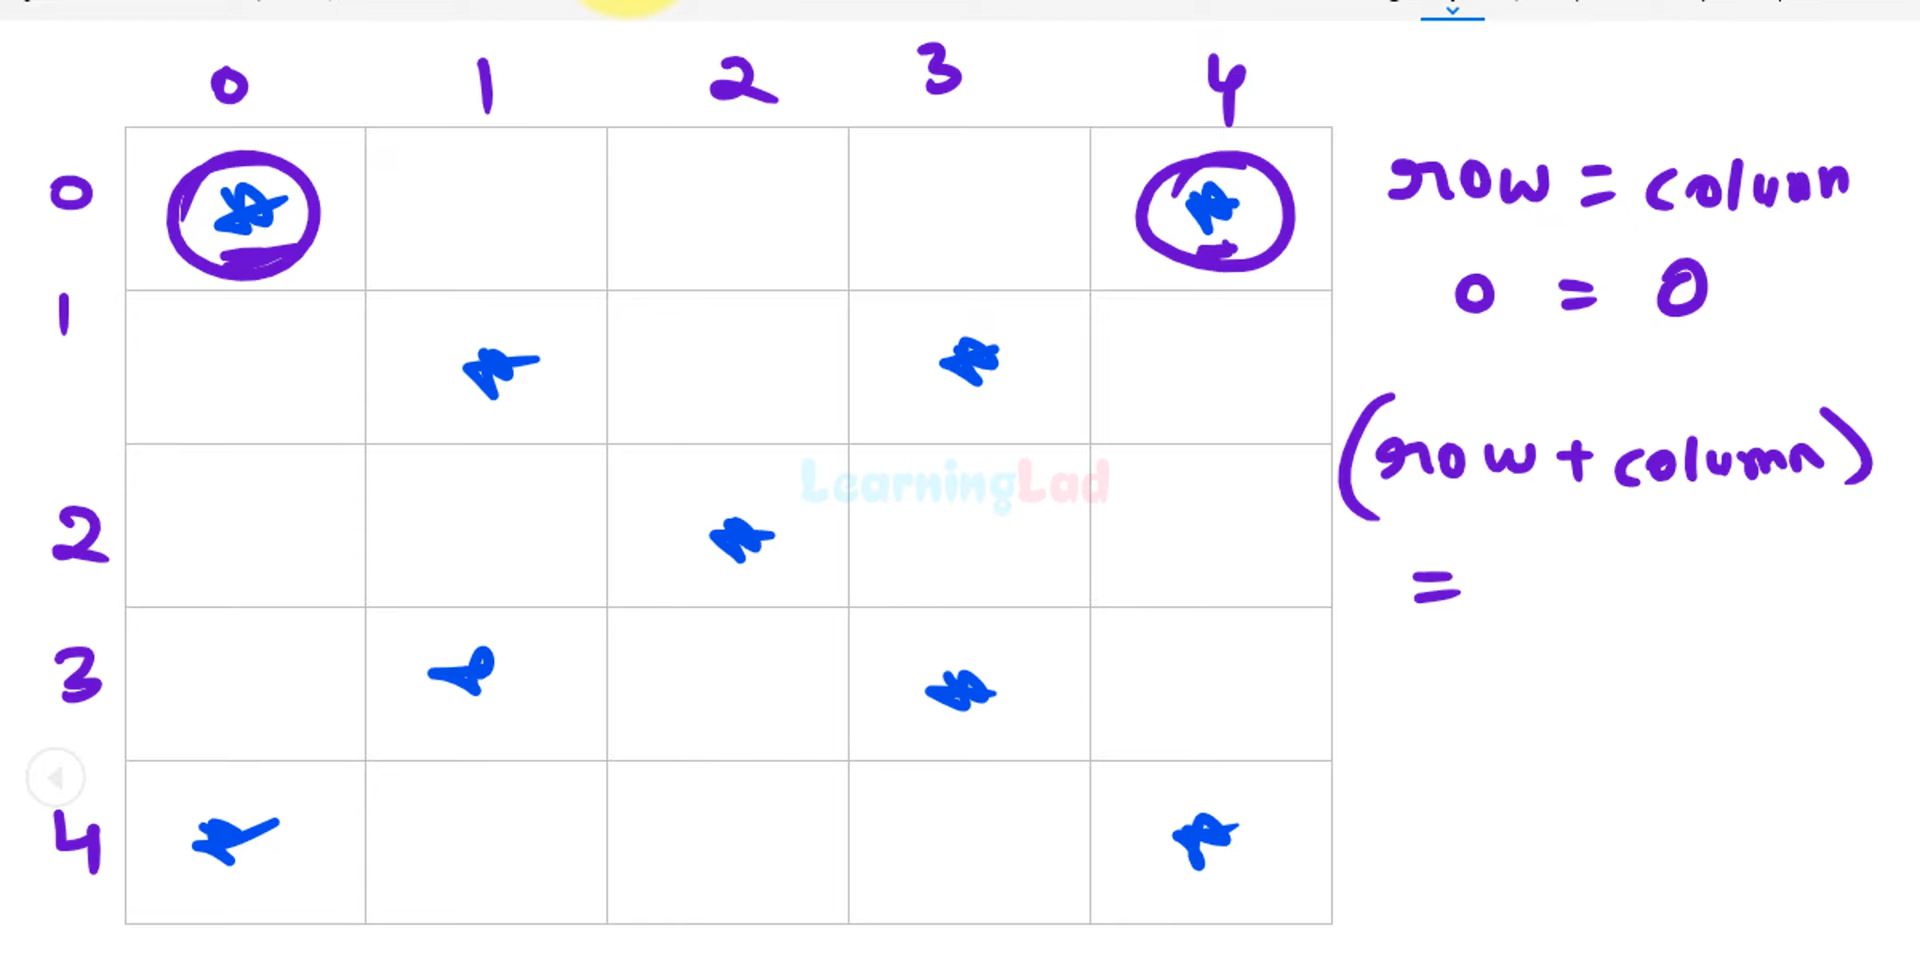 0 1 2 3 4
0
1
2
3
4
row = column
0 = 0
(row + column)
=
LearningLad